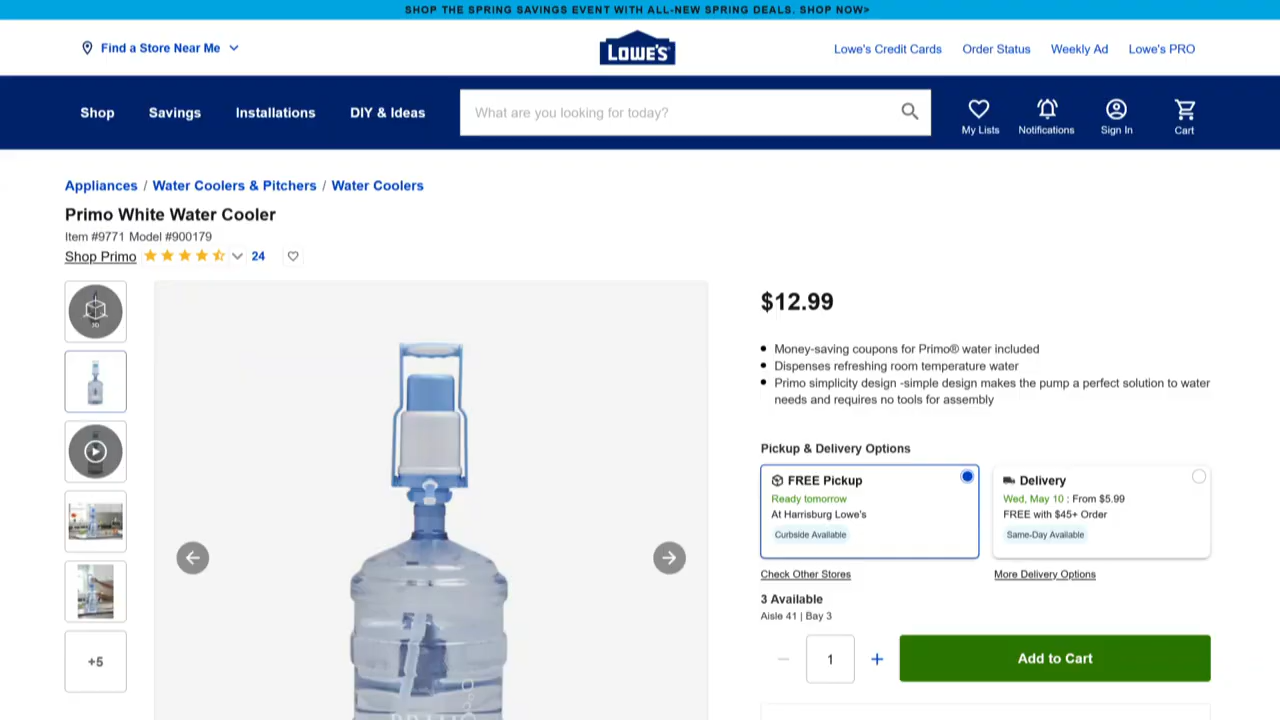 SHOP THE SPRING SAVINGS EVENT WITH ALL-NEW SPRING DEALS. SHOP NOW>
Find a Store Near Me
LOWE'S
Lowe's Credit Cards
Order Status
Weekly Ad
Lowe's PRO
Shop
Savings
Installations
DIY & Ideas
What are you looking for today?
My Lists
Notifications
Sign In
Cart
Appliances / Water Coolers & Pitchers / Water Coolers
Primo White Water Cooler
Item #9771 Model #900179
Shop Primo
24
3D
+5
$12.99
Money-saving coupons for Primo® water included
Dispenses refreshing room temperature water
Primo simplicity design -simple design makes the pump a perfect solution to water
needs and requires no tools for assembly
Pickup & Delivery Options
FREE Pickup
Ready tomorrow
At Harrisburg Lowe's
Curbside Available
Delivery
Wed, May 10 : From $5.99
FREE with $45+ Order
Same-Day Available
Check Other Stores
More Delivery Options
3 Available
Aisle 41 | Bay 3
1
Add to Cart